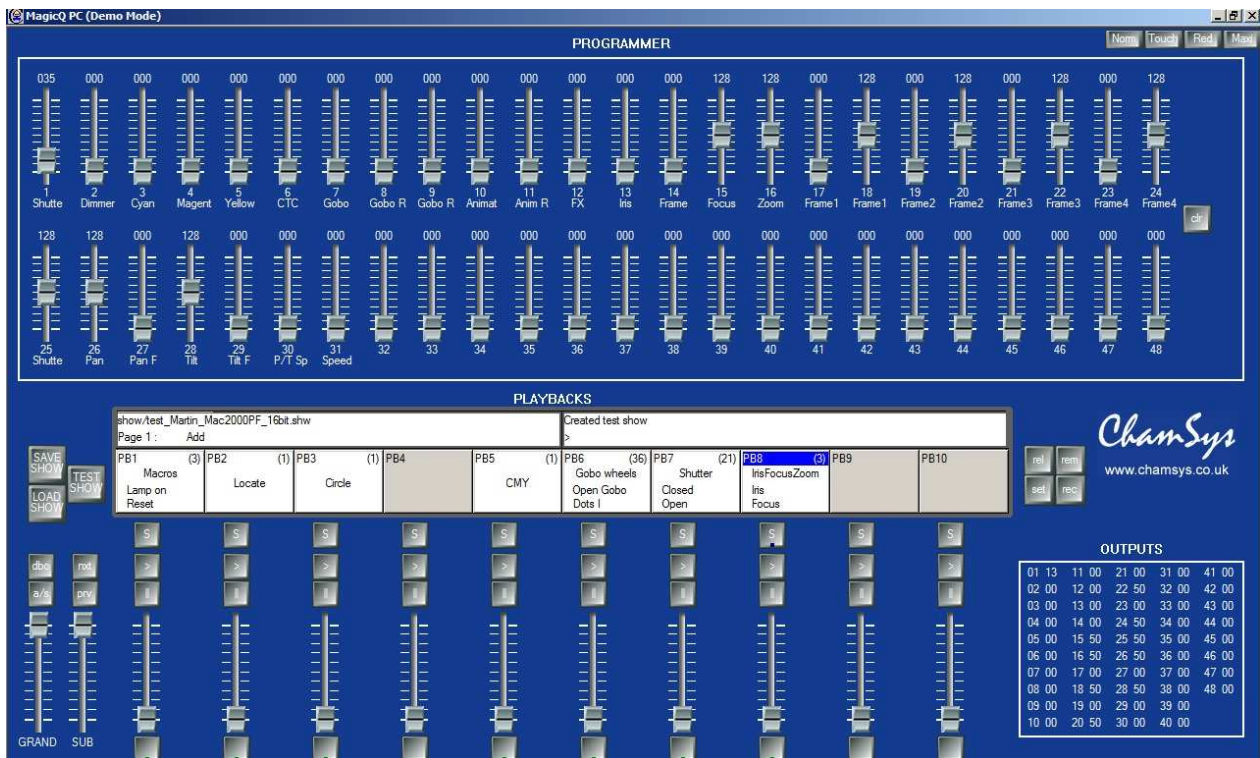 MagicQ PC (Demo Mode)
PROGRAMMER
Norm Touch Red. Maxi
035 000 000 000 000 000 000 000 000 000 000 000 000 000 128 128 000 128 000 128 000 128 000 128
1 2 3 4 5 6 7 8 9 10 11 12 13 14 15 16 17 18 19 20 21 22 23 24
Shutte Dimmer Cyan Magent Yellow CTC Gobo Gobo R Gobo R Animat Anim R FX Iris Frame Focus Zoom Frame1 Frame1 Frame2 Frame2 Frame3 Frame3 Frame4 Frame4
clr
128 128 000 128 000 000 000 000 000 000 000 000 000 000 000 000 000 000 000 000 000 000 000 000
25 26 27 28 29 30 31 32 33 34 35 36 37 38 39 40 41 42 43 44 45 46 47 48
Shutte Pan Pan F Tilt Tilt F P/T Sp Speed
PLAYBACKS
show/test_Martin_Mac2000PF_16bit.shw Created test show
Page 1 : Add >
PB1 (3) PB2 (1) PB3 (1) PB4 PB5 (1) PB6 (36) PB7 (21) PB8 (3) PB9 PB10
Macros Locate Circle CMY Gobo wheels Shutter IrisFocusZoom
Lamp on Open Gobo Closed Iris
Reset Dots I Open Focus
SAVE SHOW
TEST SHOW
LOAD SHOW
ChamSys
www.chamsys.co.uk
rel rem
set rec
S S S S S S S S S S
dbo nxt > > > > > > > > > >
a/s prv || || || || || || || || || ||
GRAND SUB
OUTPUTS
01 13 11 00 21 00 31 00 41 00
02 00 12 00 22 50 32 00 42 00
03 00 13 00 23 00 33 00 43 00
04 00 14 00 24 50 34 00 44 00
05 00 15 50 25 50 35 00 45 00
06 00 16 50 26 50 36 00 46 00
07 00 17 00 27 00 37 00 47 00
08 00 18 50 28 50 38 00 48 00
09 00 19 00 29 00 39 00
10 00 20 50 30 00 40 00